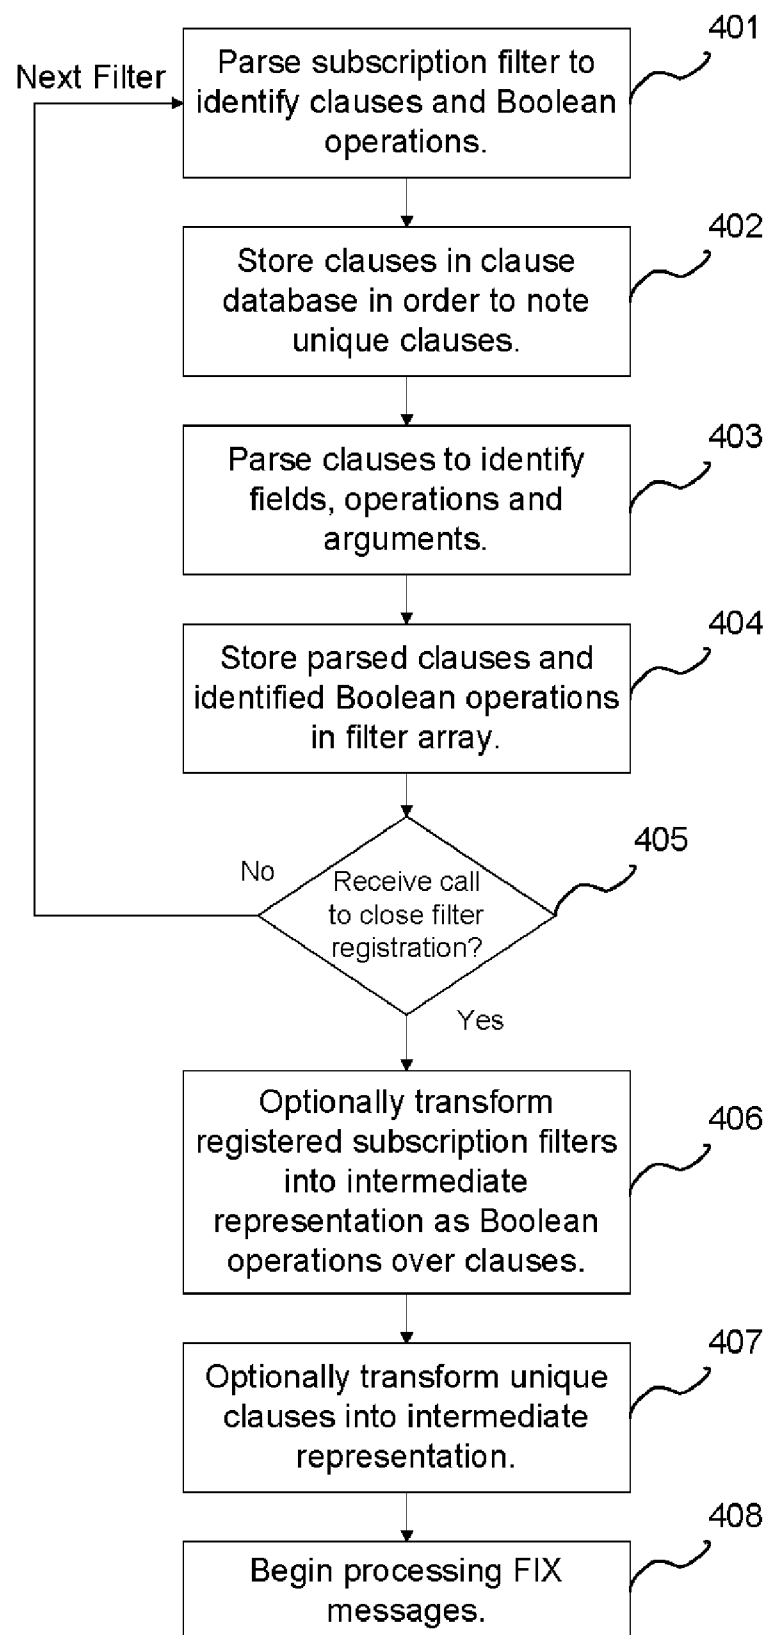 401
Next Filter
Parse subscription filter to
identify clauses and Boolean
operations.
402
Store clauses in clause
database in order to note
unique clauses.
403
Parse clauses to identify
fields, operations and
arguments.
404
Store parsed clauses and
identified Boolean operations
in filter array.
405
No
Receive call
to close filter
registration?
Yes
406
Optionally transform
registered subscription filters
into intermediate
representation as Boolean
operations over clauses.
407
Optionally transform unique
clauses into intermediate
representation.
408
Begin processing FIX
messages.